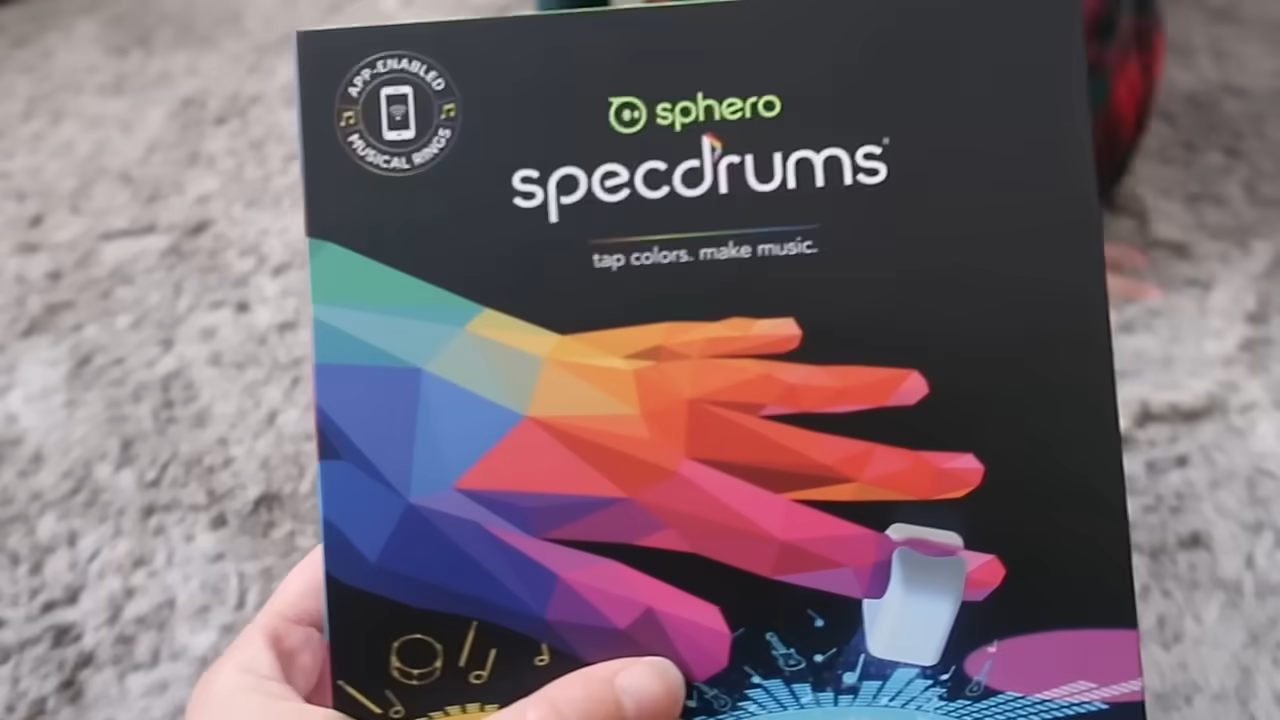 APP-ENABLED
MUSICAL RINGS
sphero
specdrums
tap colors. make music.